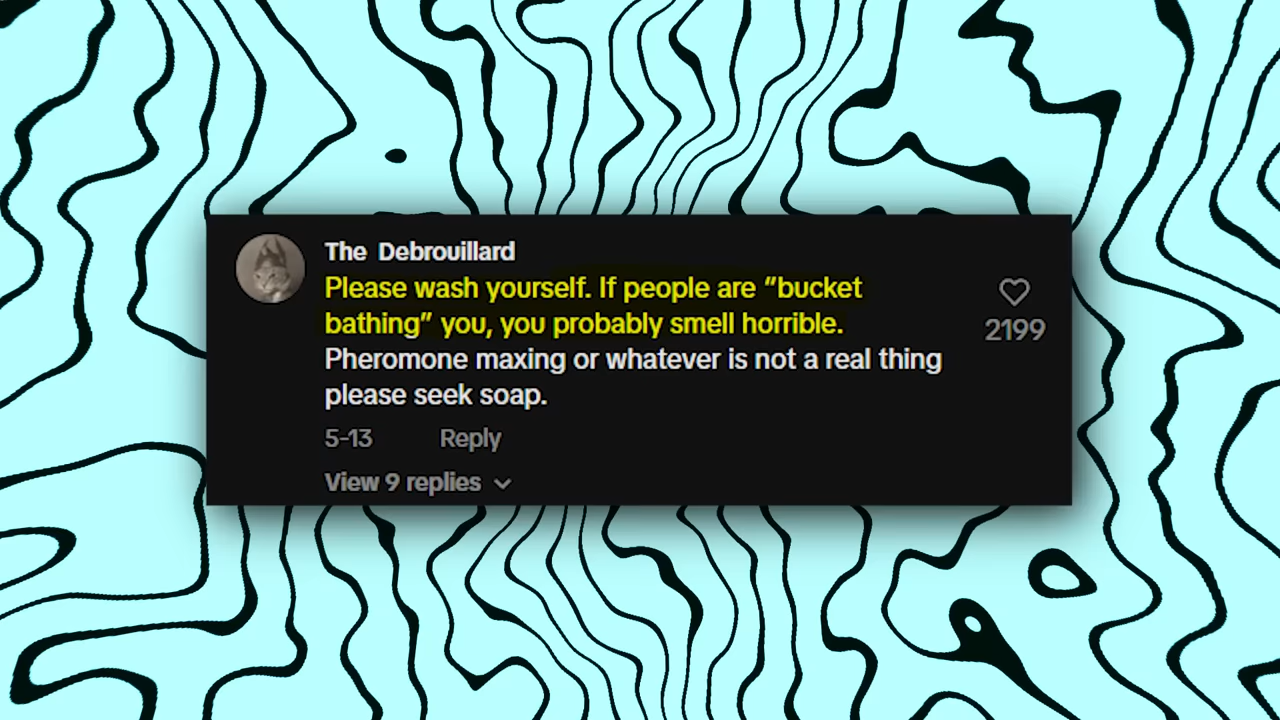 The Debrouillard
Please wash yourself. If people are “bucket
bathing” you, you probably smell horrible.
Pheromone maxing or whatever is not a real thing
please seek soap.
2199
5-13 Reply
View 9 replies